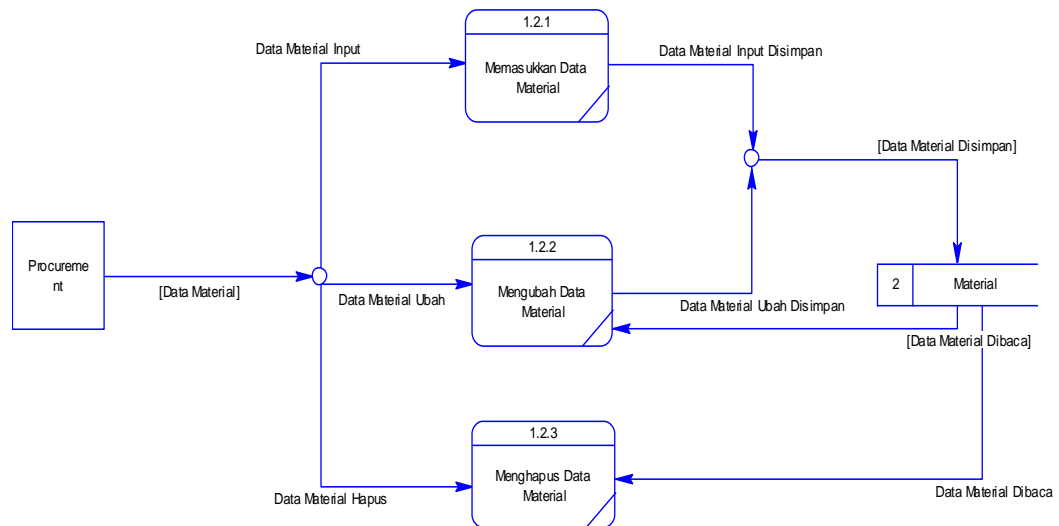 1.2.1
Data Material Input
Memasukkan Data
Material
Data Material Input Disimpan
[Data Material Disimpan]
Procureme
nt
[Data Material]
1.2.2
Data Material Ubah
Mengubah Data
Material
Data Material Ubah Disimpan
2
Material
[Data Material Dibaca]
1.2.3
Data Material Hapus
Menghapus Data
Material
Data Material Dibaca